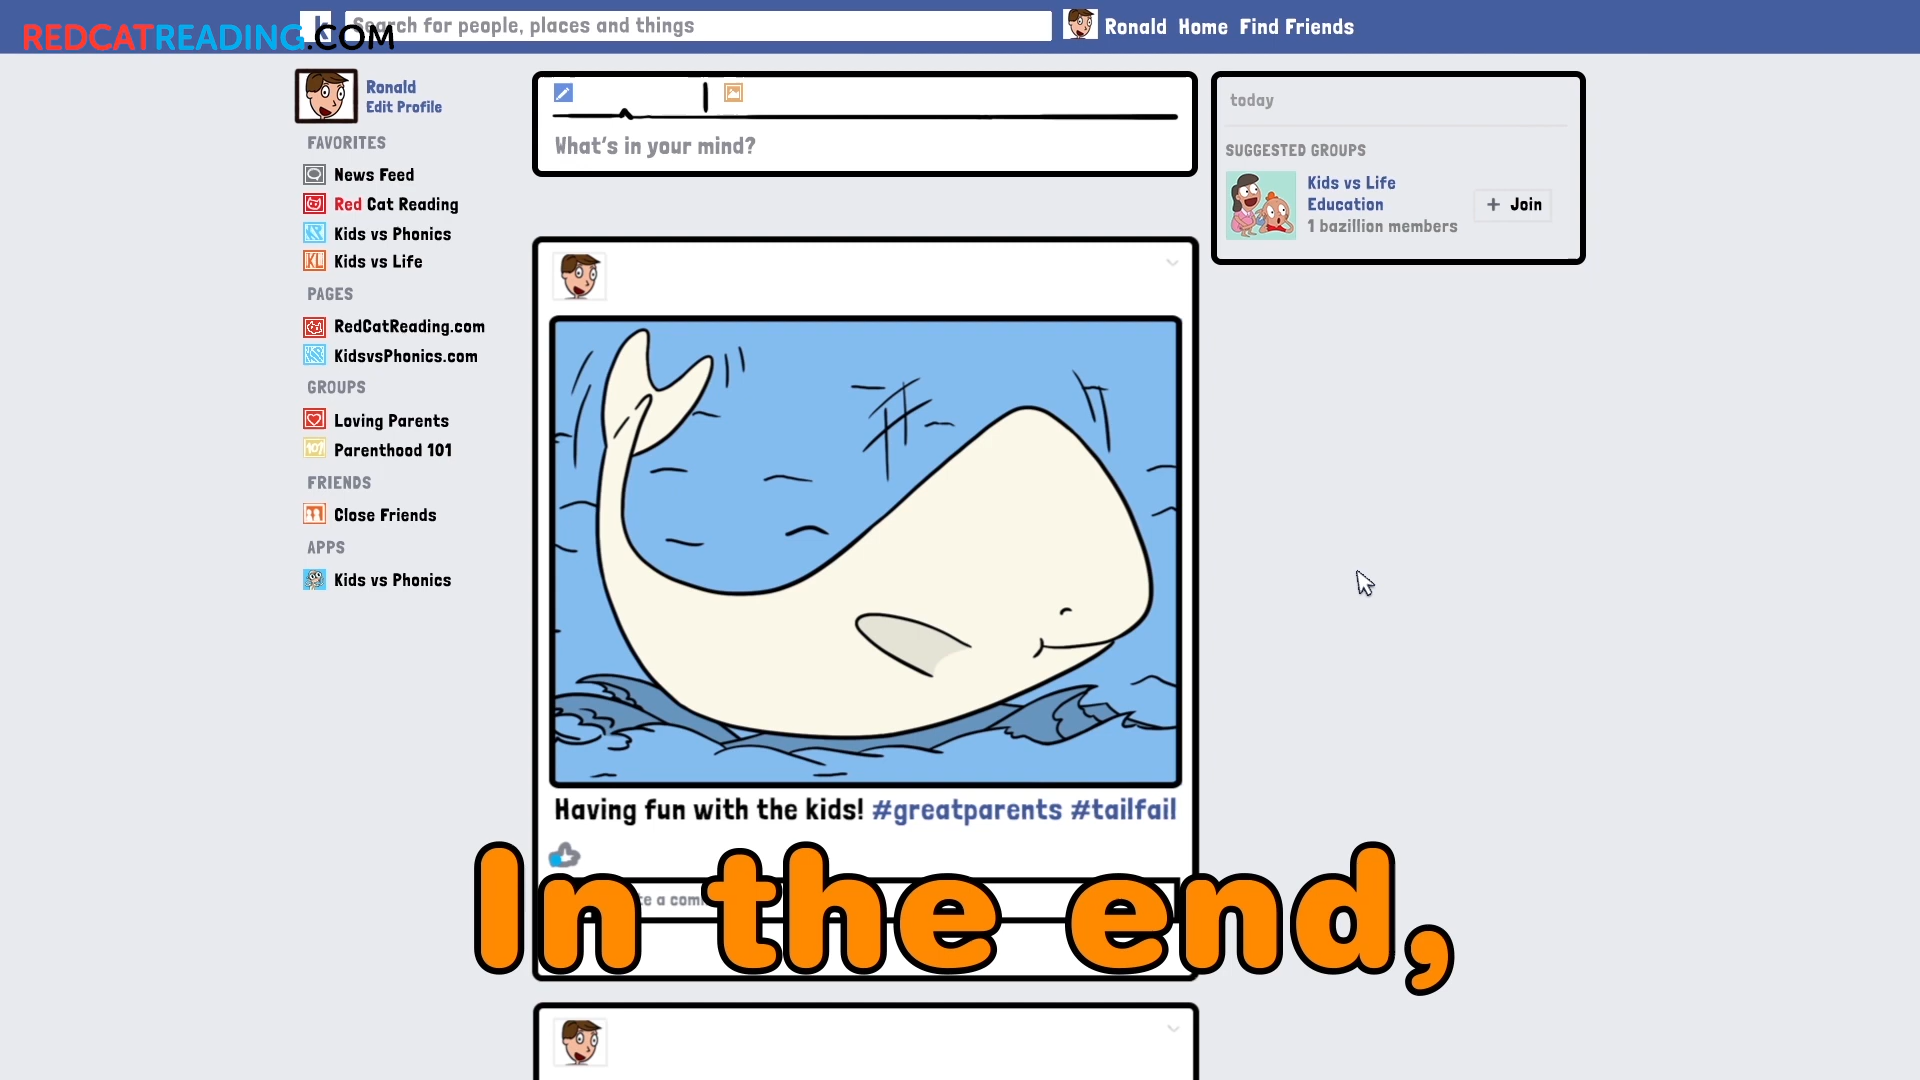 REDCATREADING.COM
Search for people, places and things
Ronald Home Find Friends
Ronald
Edit Profile
FAVORITES
News Feed
Red Cat Reading
Kids vs Phonics
KL Kids vs Life
PAGES
RedCatReading.com
KidsvsPhonics.com
GROUPS
Loving Parents
101 Parenthood 101
FRIENDS
Close Friends
APPS
Kids vs Phonics
What's in your mind?
Having fun with the kids! #greatparents #tailfail
In the end,
today
SUGGESTED GROUPS
Kids vs Life
Education
1 bazillion members
+ Join